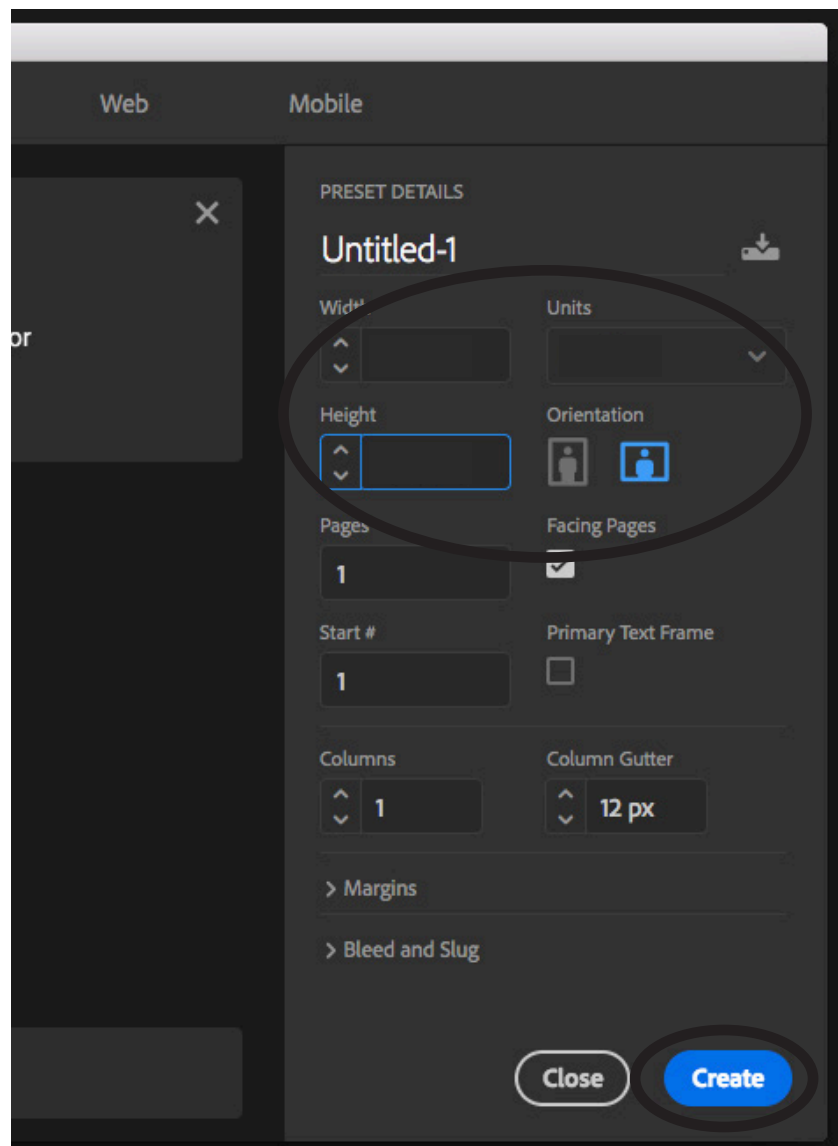 Web Mobile
PRESET DETAILS
Untitled-1
Width Units
or
Height Orientation
Pages Facing Pages
1
Start # Primary Text Frame
1
Columns Column Gutter
1 12 px
Margins
Bleed and Slug
Close Create